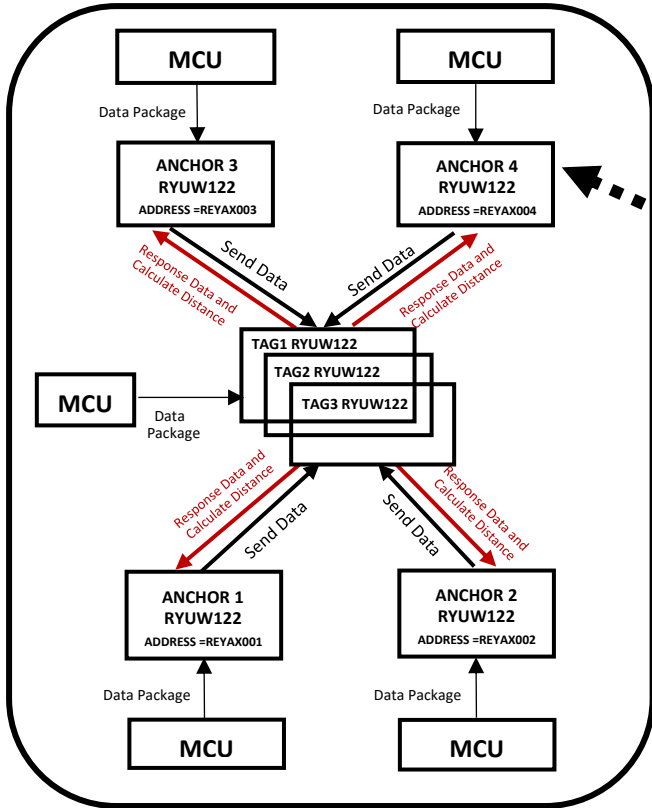 MCU
MCU
Data Package
Data Package
ANCHOR 3
RYUW122
ADDRESS =REYAX003
ANCHOR 4
RYUW122
ADDRESS =REYAX004
Send Data
Response Data and
Calculate Distance
Send Data
Response Data and
Calculate Distance
TAG1 RYUW122
TAG2 RYUW122
TAG3 RYUW122
MCU
Data
Package
Response Data and
Calculate Distance
Send Data
Response Data and
Calculate Distance
Send Data
ANCHOR 1
RYUW122
ADDRESS =REYAX001
ANCHOR 2
RYUW122
ADDRESS =REYAX002
Data Package
Data Package
MCU
MCU